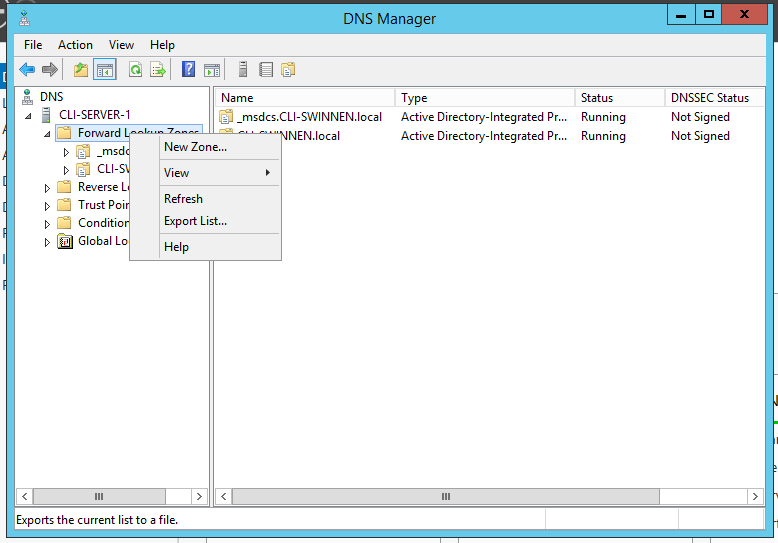 DNS Manager
File Action View Help
DNS
CLI-SERVER-1
Forward Lookup Zones
_msdc
CLI-SV
Reverse Lo
Trust Poin
Condition
Global Lo
New Zone...
View
Refresh
Export List...
Help
Name Type Status DNSSEC Status
_msdcs.CLI-SWINNEN.local Active Directory-Integrated Pr... Running Not Signed
CLI-SWINNEN.local Active Directory-Integrated Pr... Running Not Signed
Exports the current list to a file.